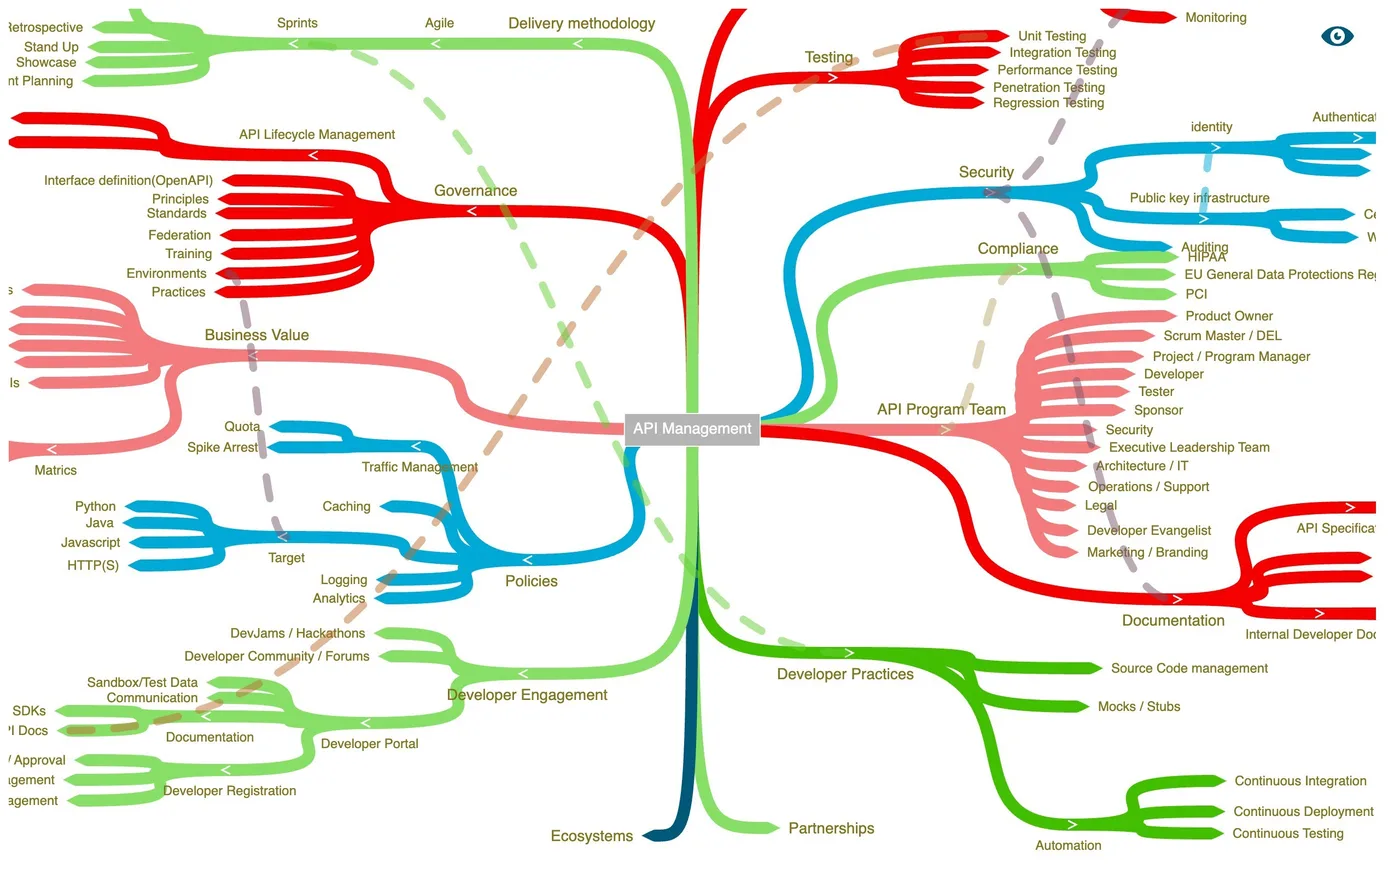 Retrospective
Stand Up
Showcase
nt Planning
Sprints
Agile
Delivery methodology
API Lifecycle Management
Governance
Interface definition(OpenAPI)
Principles
Standards
Federation
Training
Environments
Practices
s
ls
Business Value
Matrics
Quota
Spike Arrest
Traffic Management
Caching
Python
Java
Javascript
HTTP(S)
Target
Logging
Analytics
Policies
DevJams / Hackathons
Developer Community / Forums
Developer Engagement
Sandbox/Test Data
Communication
SDKs
PI Docs
Documentation
Developer Portal
/ Approval
agement
agement
Developer Registration
Ecosystems
API Management
Monitoring
Testing
Unit Testing
Integration Testing
Performance Testing
Penetration Testing
Regression Testing
Security
identity
Authenticat
Public key infrastructure
Ce
W
Auditing
Compliance
HIPAA
EU General Data Protections Reg
PCI
API Program Team
Product Owner
Scrum Master / DEL
Project / Program Manager
Developer
Tester
Sponsor
Security
Executive Leadership Team
Architecture / IT
Operations / Support
Legal
Developer Evangelist
Marketing / Branding
Documentation
API Specificat
Internal Developer Doc
Developer Practices
Source Code management
Mocks / Stubs
Automation
Continuous Integration
Continuous Deployment
Continuous Testing
Partnerships